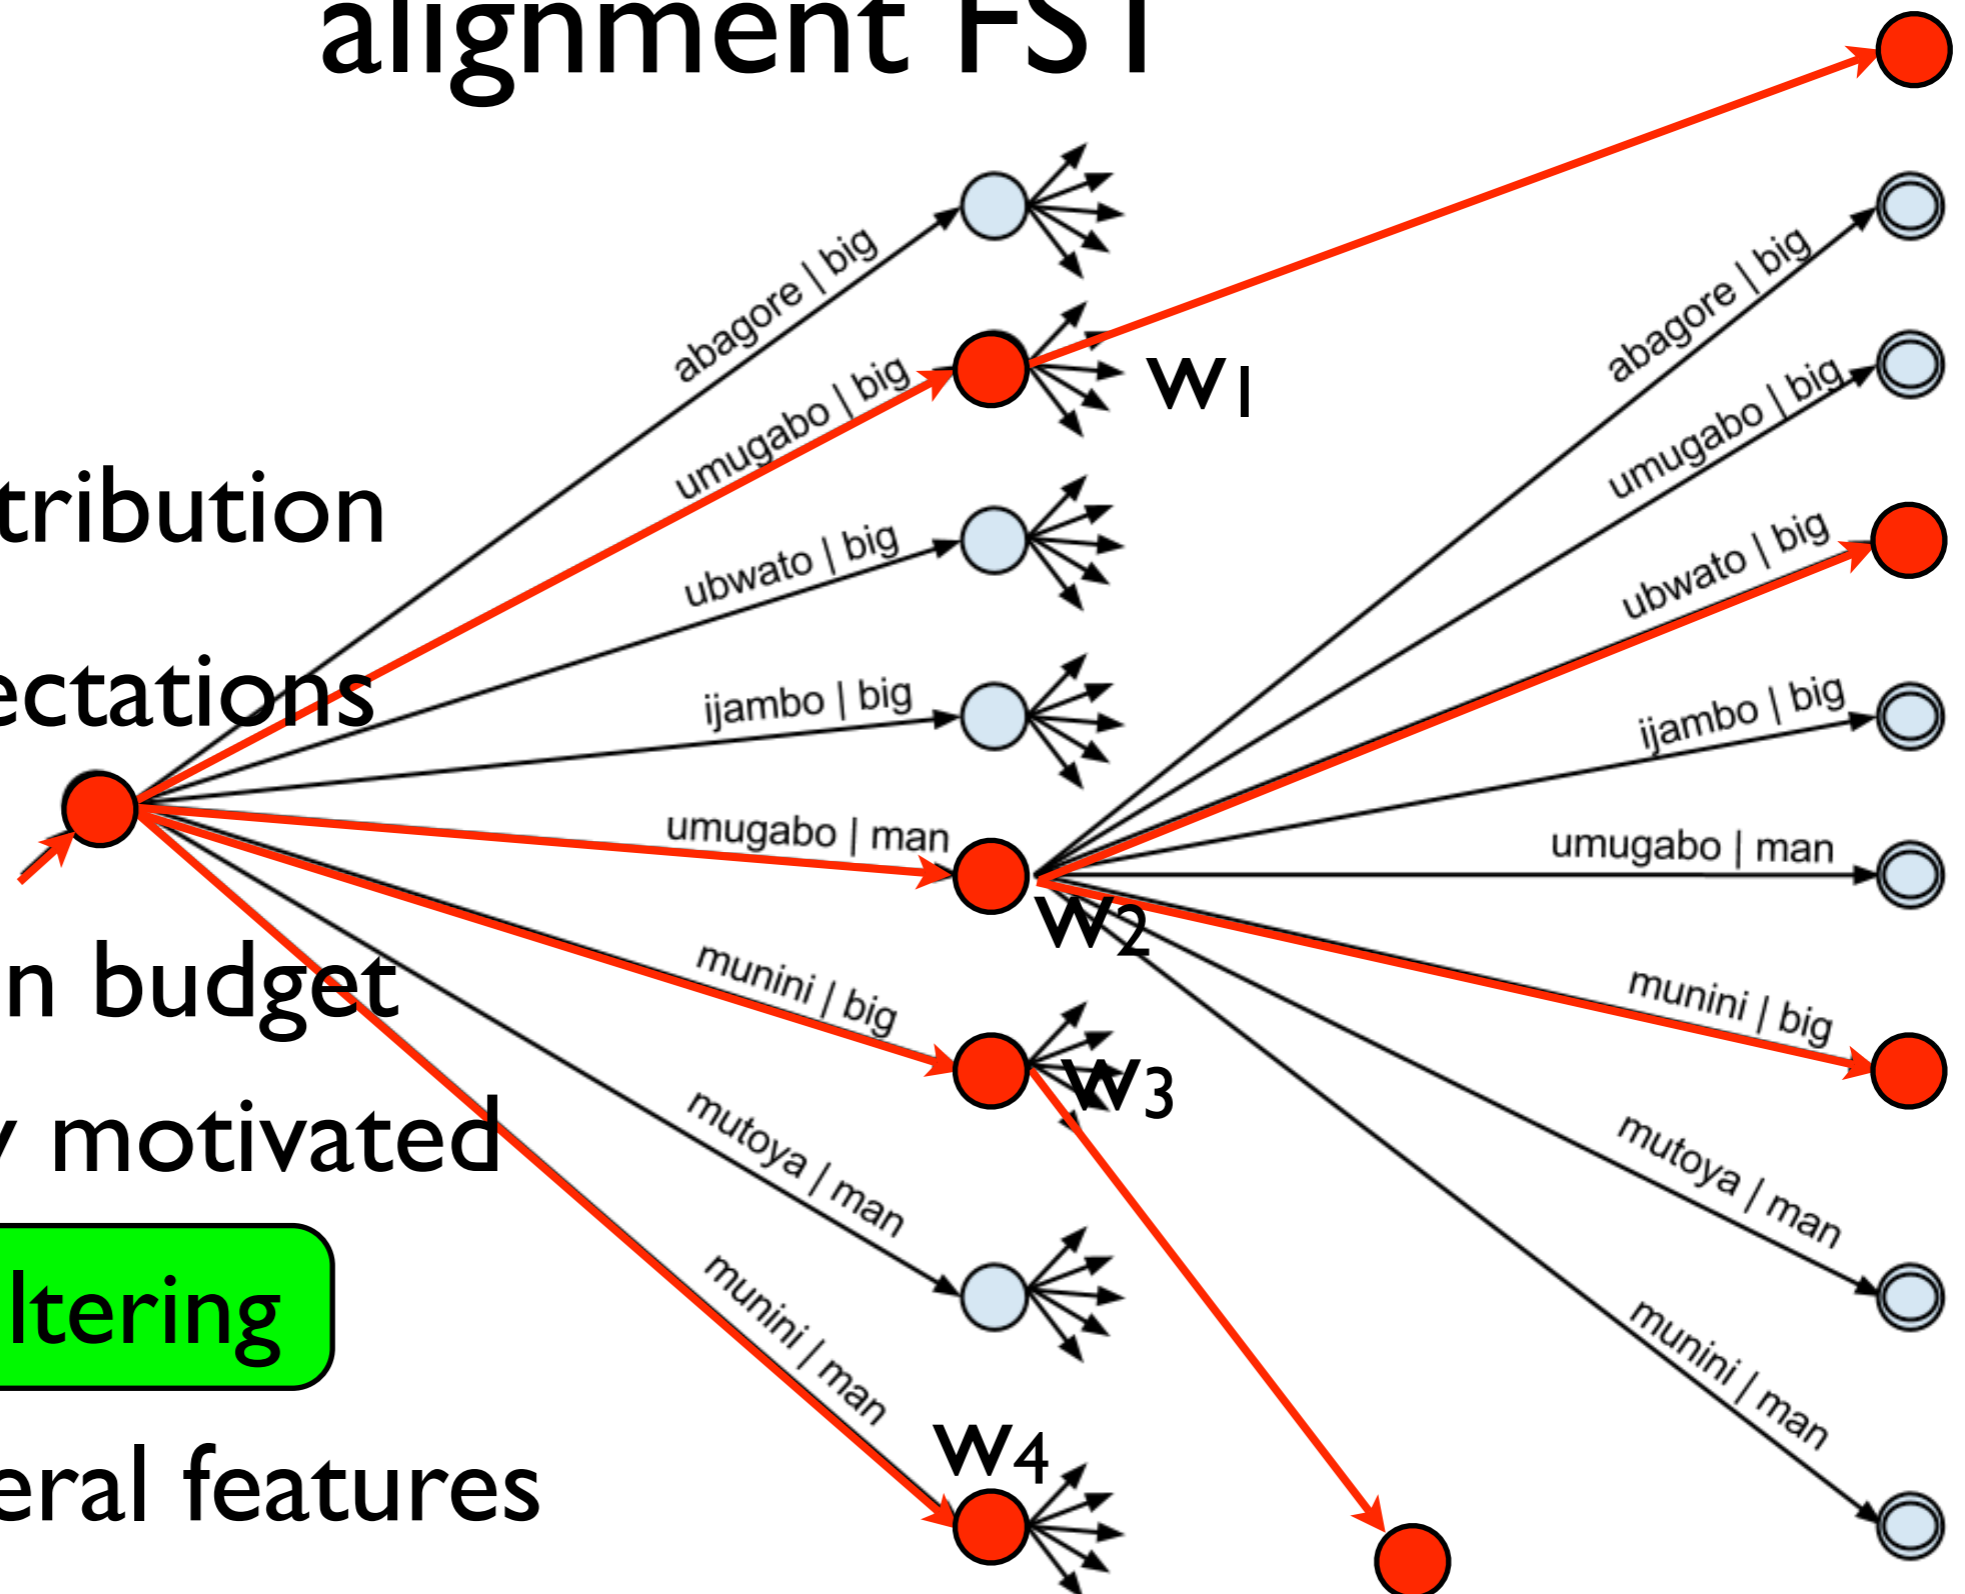 alignment FST
abagore | big
umugabo | big
ubwato | big
ijambo | big
umugabo | man
munini | big
mutoya | man
munini | man
w1
w2
w3
w4
abagore | big
umugabo | big
ubwato | big
ijambo | big
umugabo | man
munini | big
mutoya | man
munini | man
tribution
ectations
n budget
y motivated
ltering
eral features